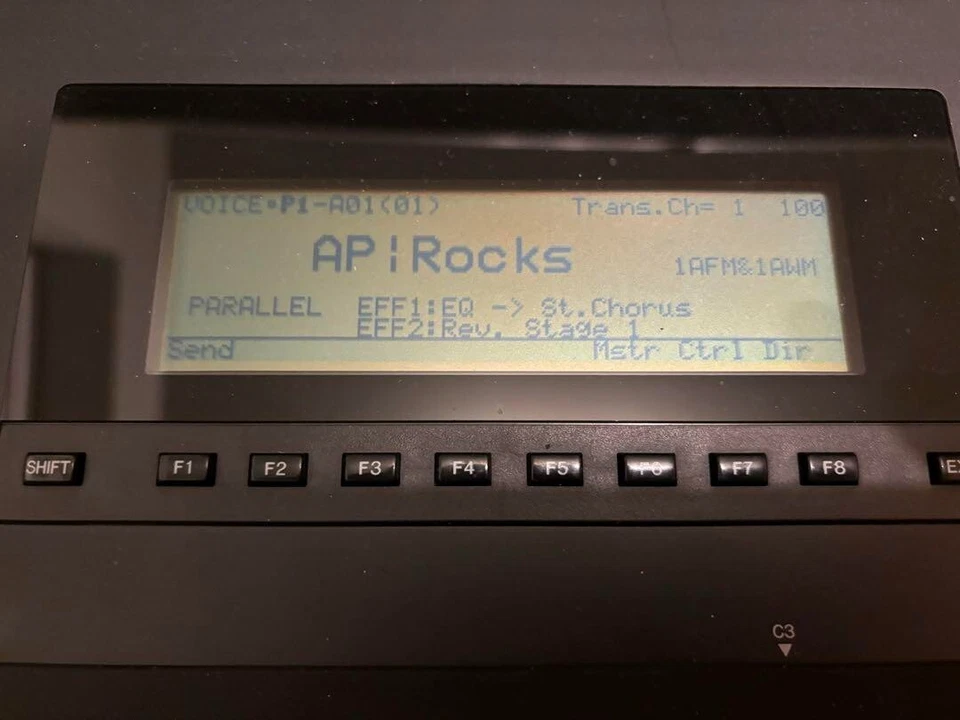 VOICE•P1-A01(01) Trans.Ch= 1 100
AP|Rocks 1AFM&1AWM
PARALLEL EFF1:EQ -> St.Chorus
EFF2:Rev. Stage 1
Send Mstr Ctrl Dir
SHIFT F1 F2 F3 F4 F5 F6 F7 F8
C3